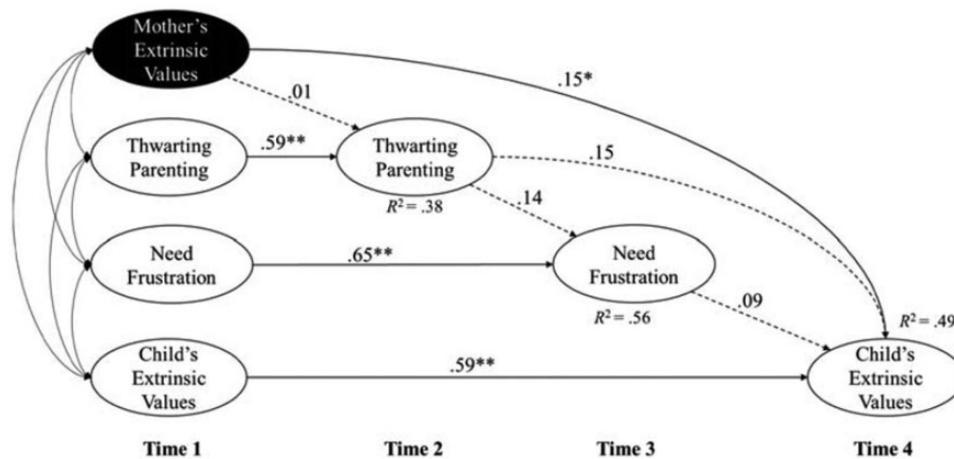 Mother's
Extrinsic
Values
.15*
.01
Thwarting
Parenting
.59**
Thwarting
Parenting
.15
R² = .38
.14
Need
Frustration
.65**
Need
Frustration
R² = .56
.09
R² = .49
Child's
Extrinsic
Values
.59**
Child's
Extrinsic
Values
Time 1 Time 2 Time 3 Time 4